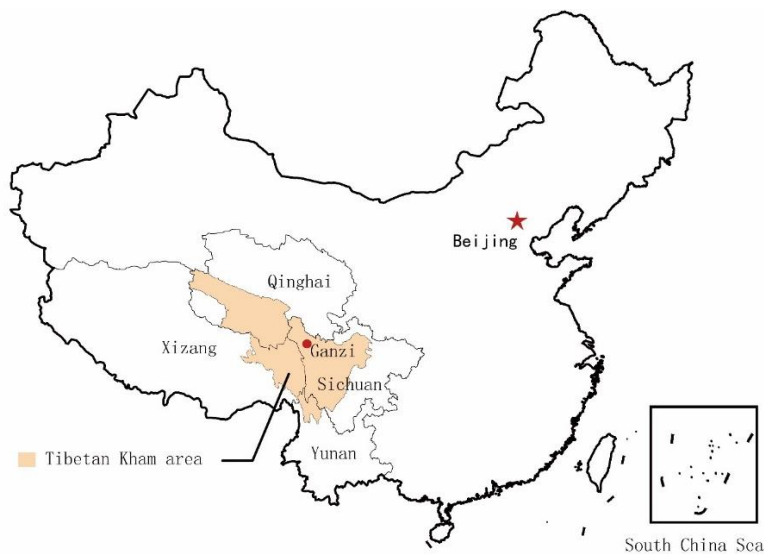 Beijing
Qinghai
Xizang
Ganzi
Sichuan
Tibetan Kham area
Yunan
South China Sea